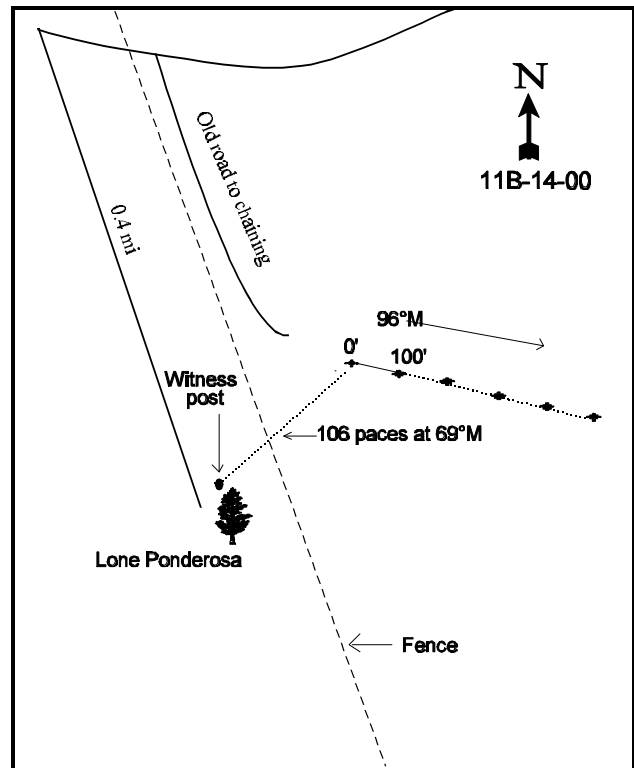 N
11B-14-00
Old road to chaining
0.4 mi
96°M
0'
100'
Witness
post
106 paces at 69°M
Lone Ponderosa
Fence